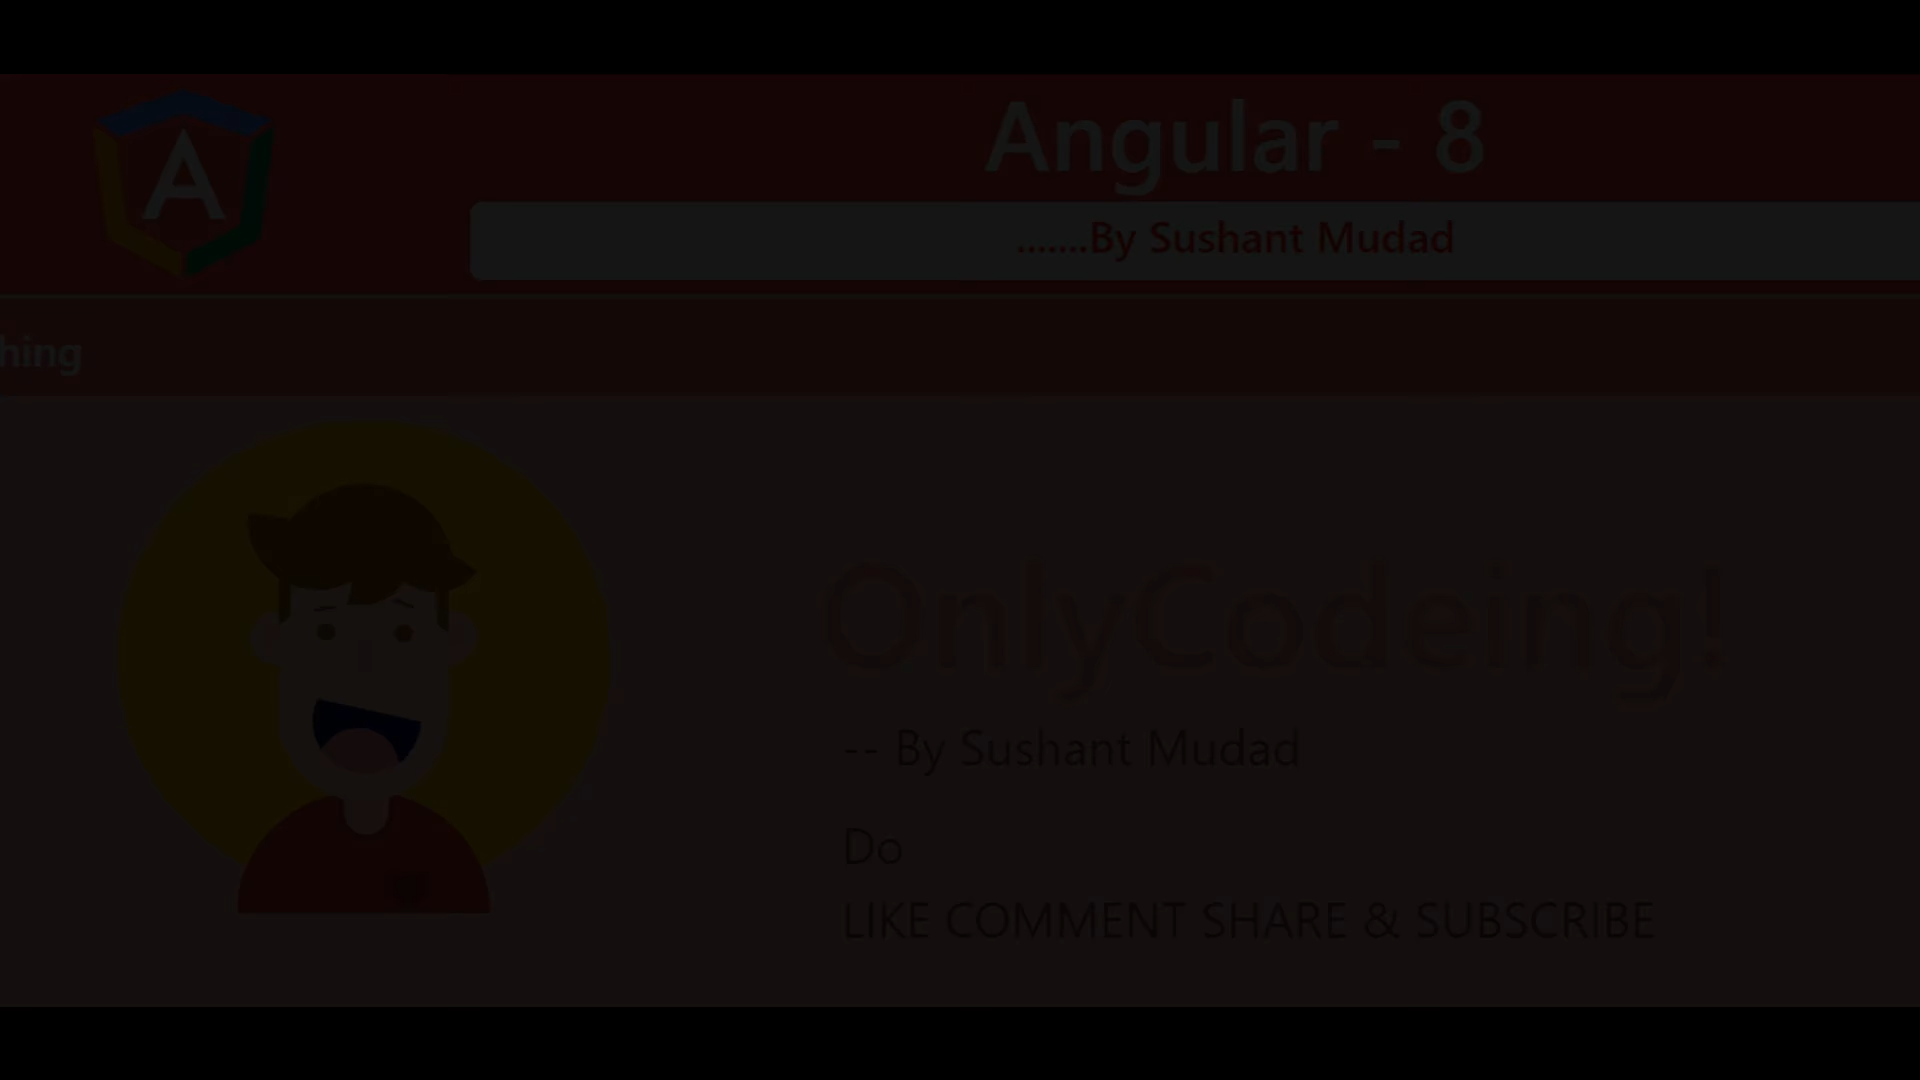 A
Angular - 8
.......By Sushant Mudad
hing
OnlyCodeing!
-- By Sushant Mudad
Do
LIKE COMMENT SHARE & SUBSCRIBE